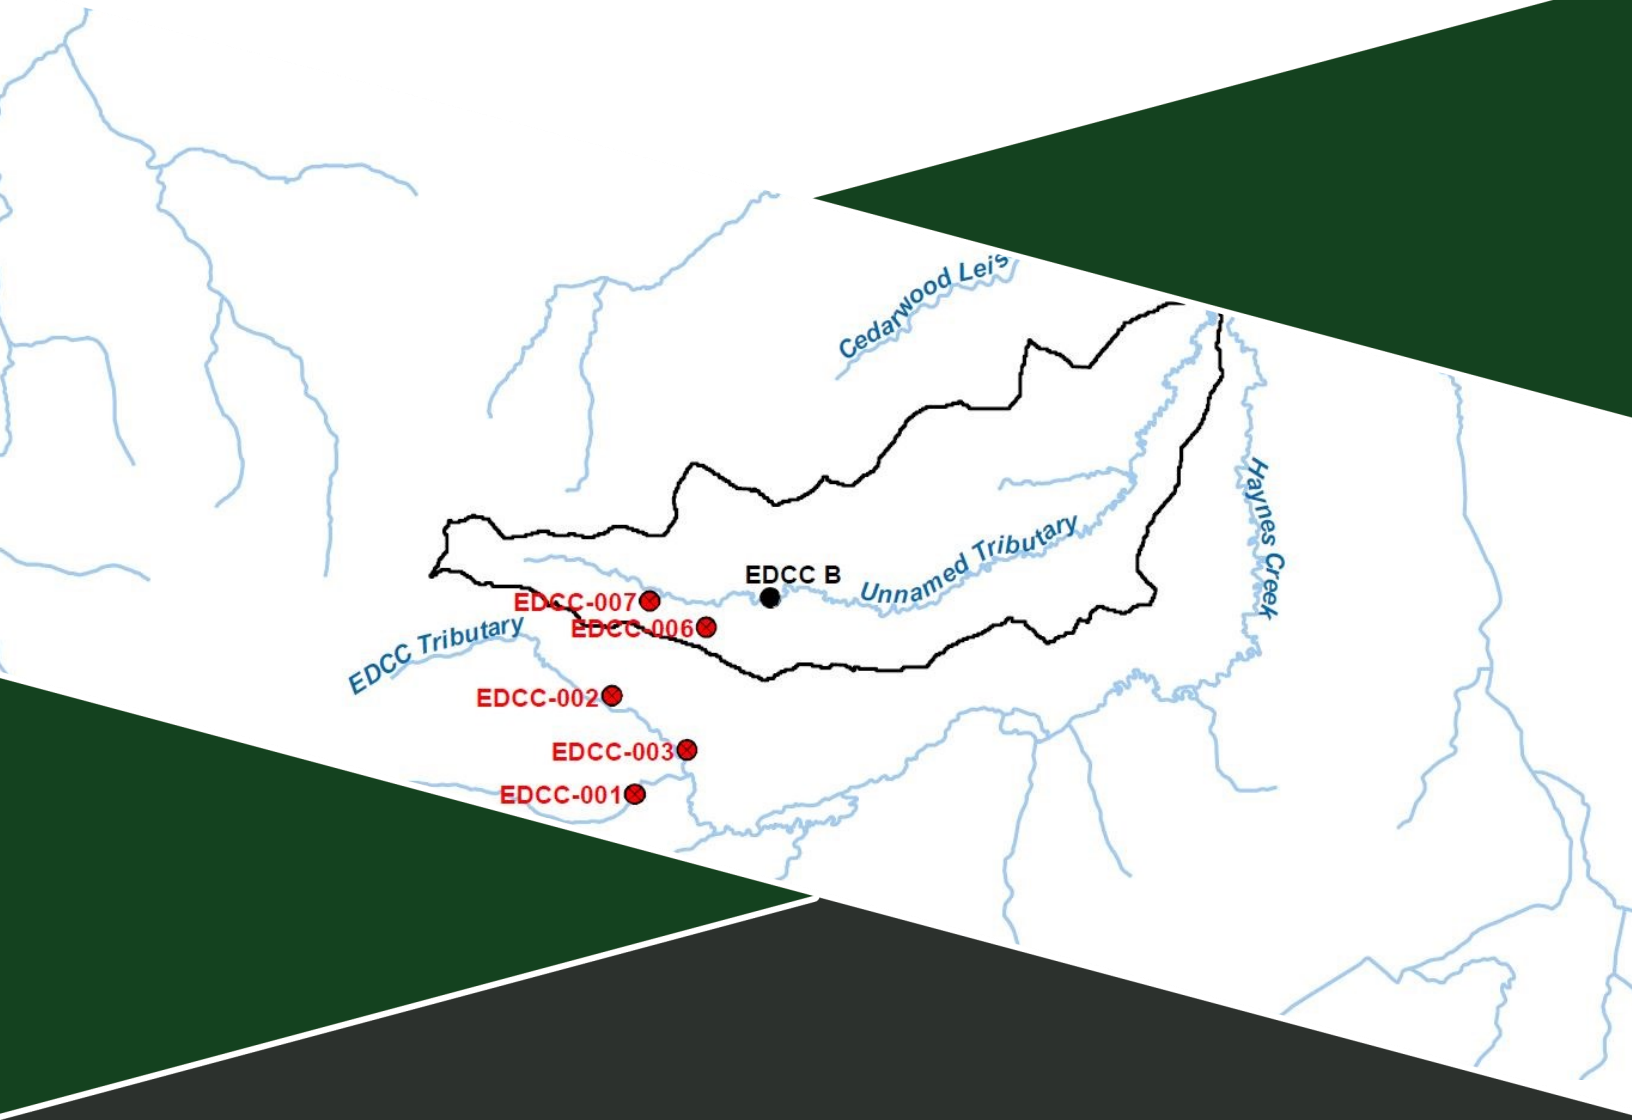 Cedarwood Leis
Haynes Creek
EDCC B
Unnamed Tributary
EDCC-007
EDCC-006
EDCC Tributary
EDCC-002
EDCC-003
EDCC-001